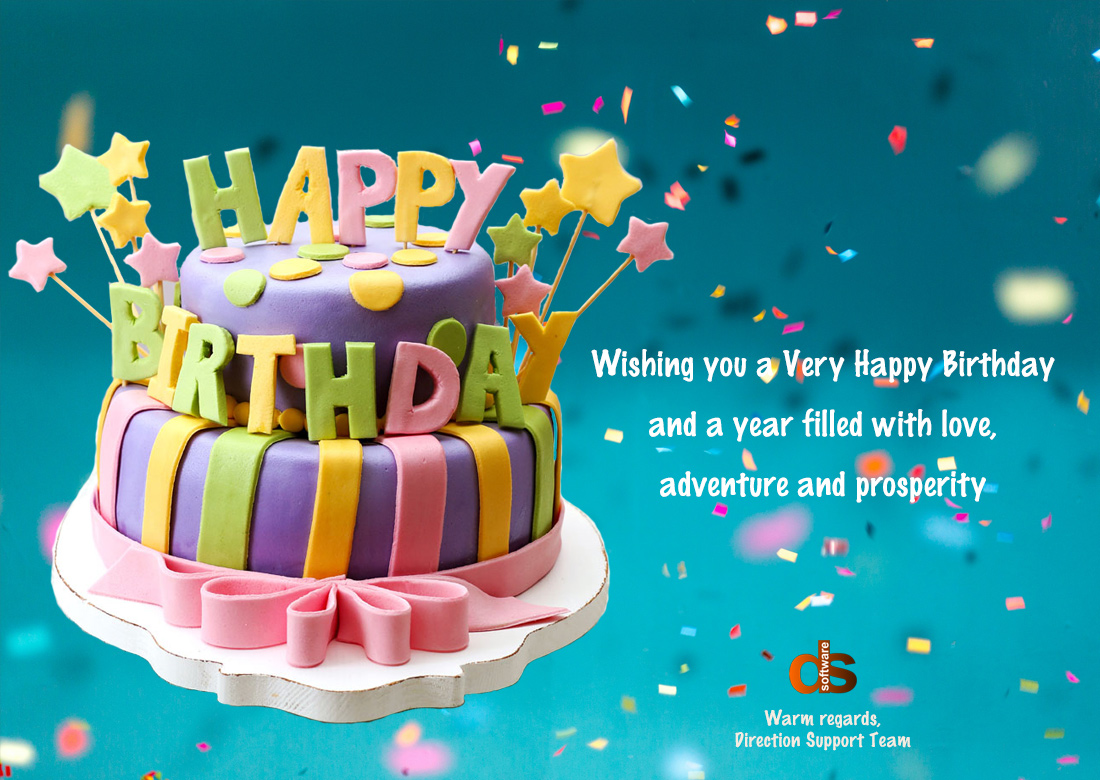 HAPPY
BIRTHDAY
Wishing you a Very Happy Birthday
and a year filled with love,
adventure and prosperity
ds software
Warm regards,
Direction Support Team